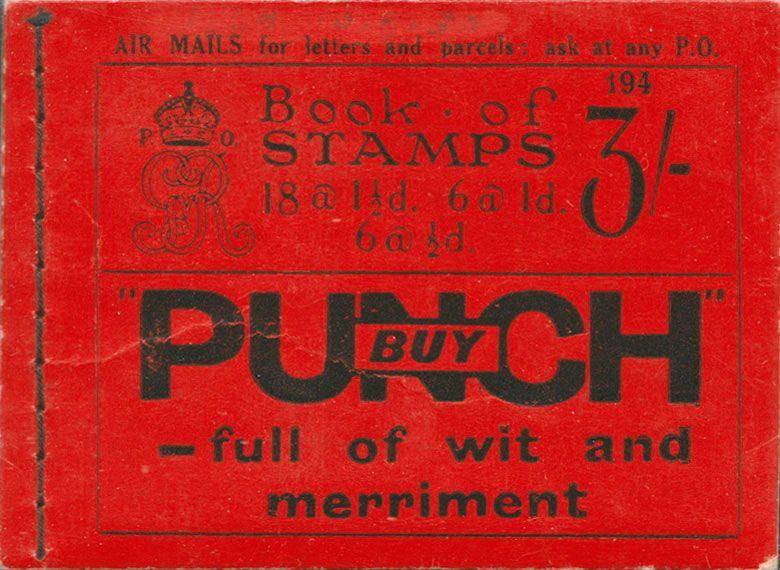 AIR MAILS for letters and parcels: ask at any P.O.
194
P. O.
GR
Book · of
STAMPS
3/-
18 @ 1½d. 6 @ 1d.
6 @ ½d.
"PUNCH"
BUY
– full of wit and
merriment